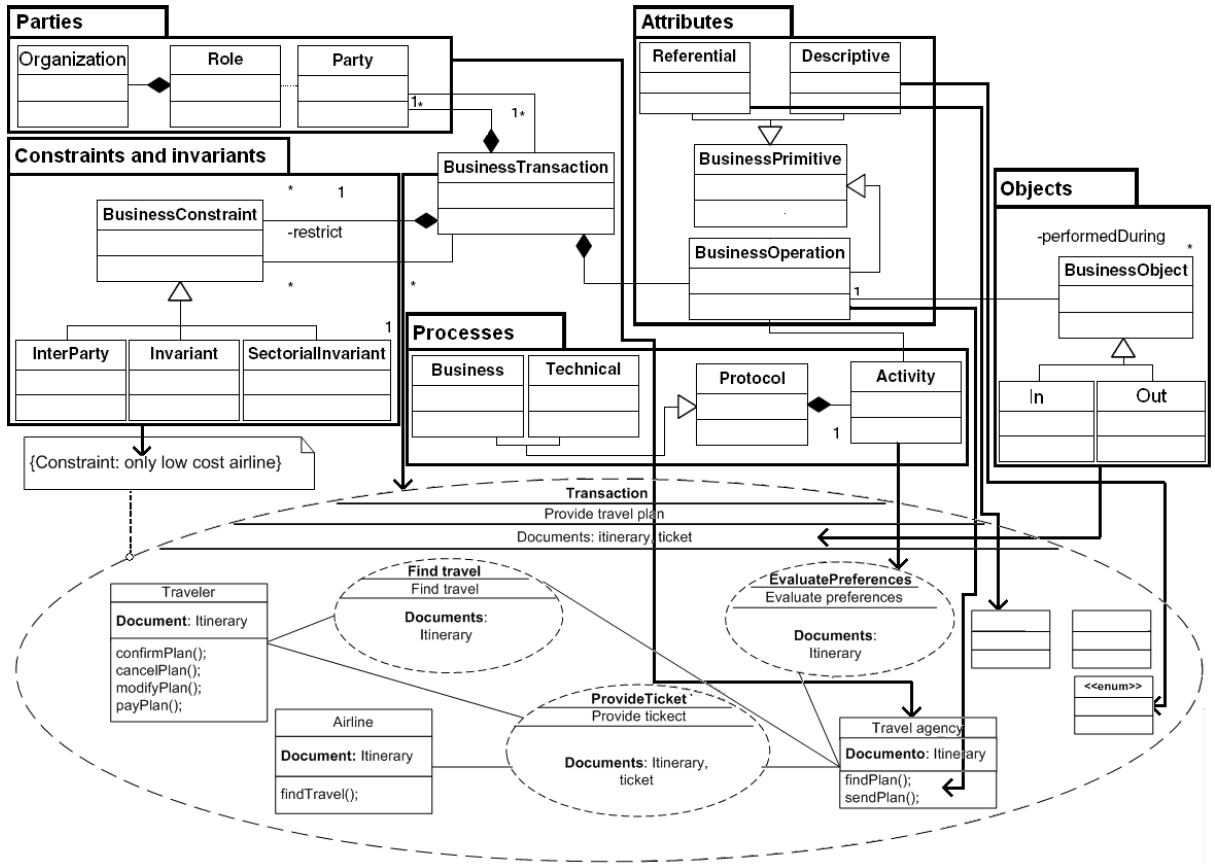 Parties
Organization
Role
Party
1*
1*
Attributes
Referential
Descriptive
BusinessPrimitive
BusinessOperation
1
Constraints and invariants
BusinessConstraint
*
1
-restrict
*
*
1
BusinessTransaction
InterParty
Invariant
SectorialInvariant
Objects
-performedDuring
*
BusinessObject
In
Out
Processes
Business
Technical
Protocol
Activity
1
{Constraint: only low cost airline}
Transaction
Provide travel plan
Documents: itinerary, ticket
Traveler
Document: Itinerary
confirmPlan();
cancelPlan();
modifyPlan();
payPlan();
Find travel
Find travel
Documents:
Itinerary
EvaluatePreferences
Evaluate preferences
Documents:
Itinerary
<<enum>>
Airline
Document: Itinerary
findTravel();
ProvideTicket
Provide tickect
Documents: Itinerary,
ticket
Travel agency
Documento: Itinerary
findPlan();
sendPlan();